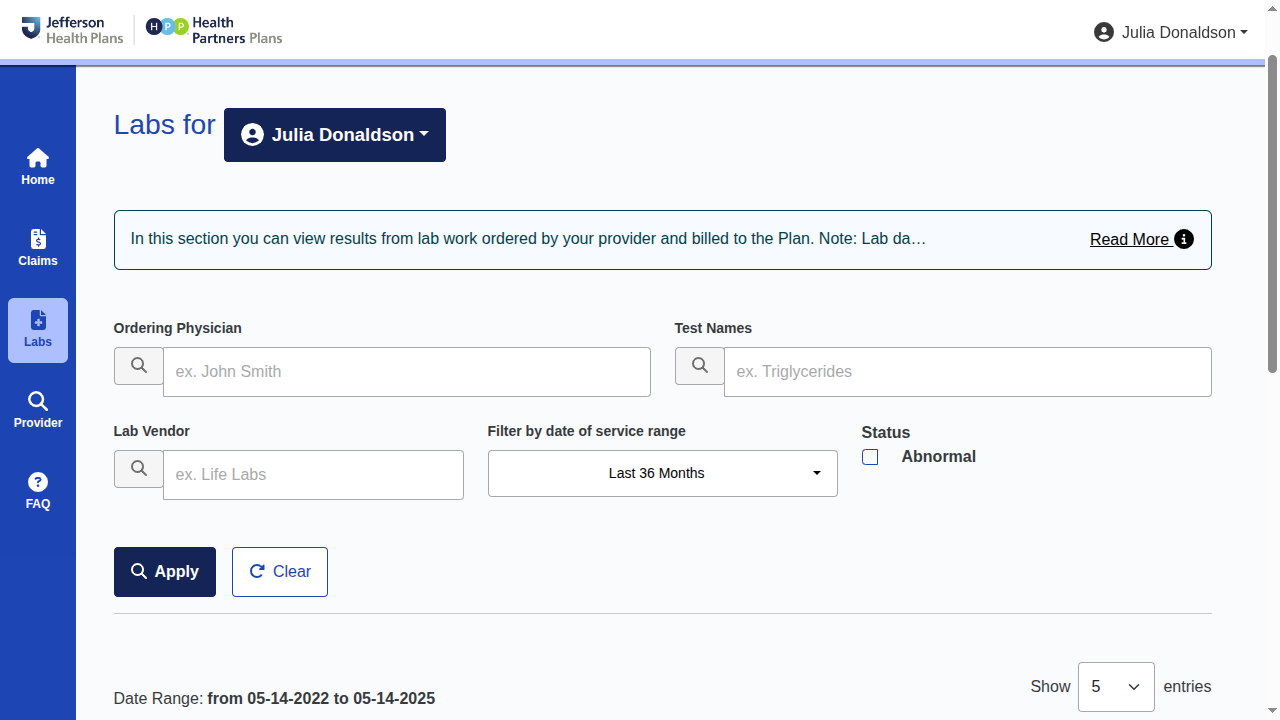 Jefferson
Health Plans
HPP Health
Partners Plans
Julia Donaldson
Labs for Julia Donaldson
Home
Claims
Labs
Provider
FAQ
In this section you can view results from lab work ordered by your provider and billed to the Plan. Note: Lab da…
Read More
Ordering Physician
ex. John Smith
Test Names
ex. Triglycerides
Lab Vendor
ex. Life Labs
Filter by date of service range
Last 36 Months
Status
Abnormal
Apply
Clear
Date Range: from 05-14-2022 to 05-14-2025
Show 5 entries